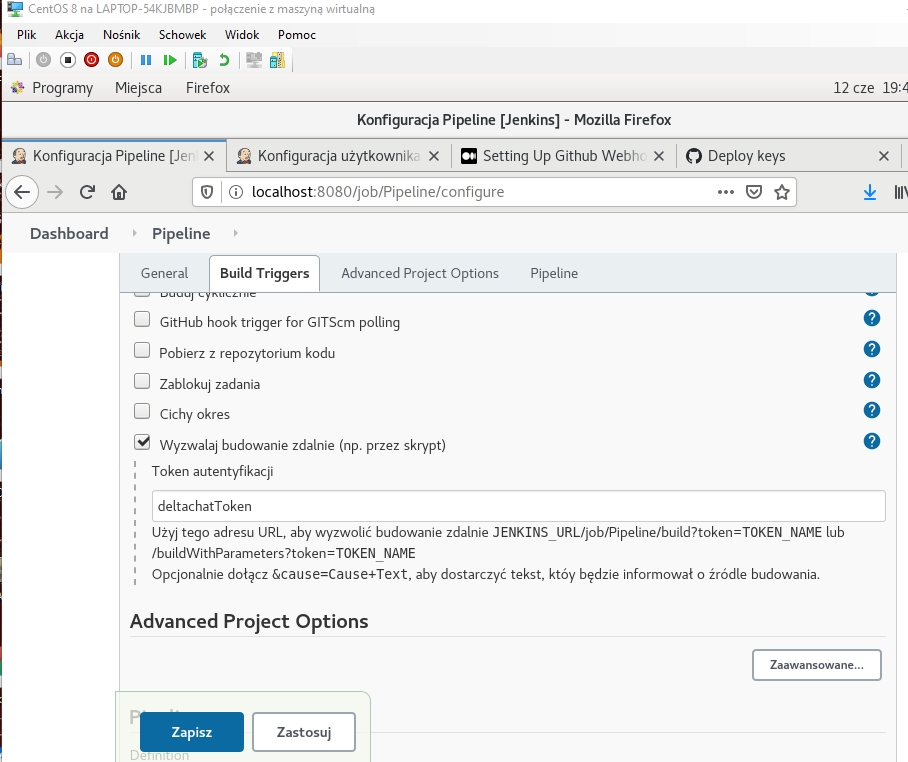 CentOS 8 na LAPTOP-54KJBMBP - połączenie z maszyną wirtualną
Plik Akcja Nośnik Schowek Widok Pomoc
Programy Miejsca Firefox 12 cze 19:4
Konfiguracja Pipeline [Jenkins] - Mozilla Firefox
Konfiguracja Pipeline [Jen Konfiguracja użytkownika Setting Up Github Webho Deploy keys
localhost:8080/job/Pipeline/configure
Dashboard Pipeline
General Build Triggers Advanced Project Options Pipeline
Buduj cyklicznie
GitHub hook trigger for GITScm polling
Pobierz z repozytorium kodu
Zablokuj zadania
Cichy okres
Wyzwalaj budowanie zdalnie (np. przez skrypt)
Token autentyfikacji
deltachatToken
Użyj tego adresu URL, aby wyzwolić budowanie zdalnie JENKINS_URL/job/Pipeline/build?token=TOKEN_NAME lub
/buildWithParameters?token=TOKEN_NAME
Opcjonalnie dołącz &cause=Cause+Text, aby dostarczyć tekst, któy będzie informował o źródle budowania.
Advanced Project Options
Zaawansowane...
Zapisz Zastosuj
Definition